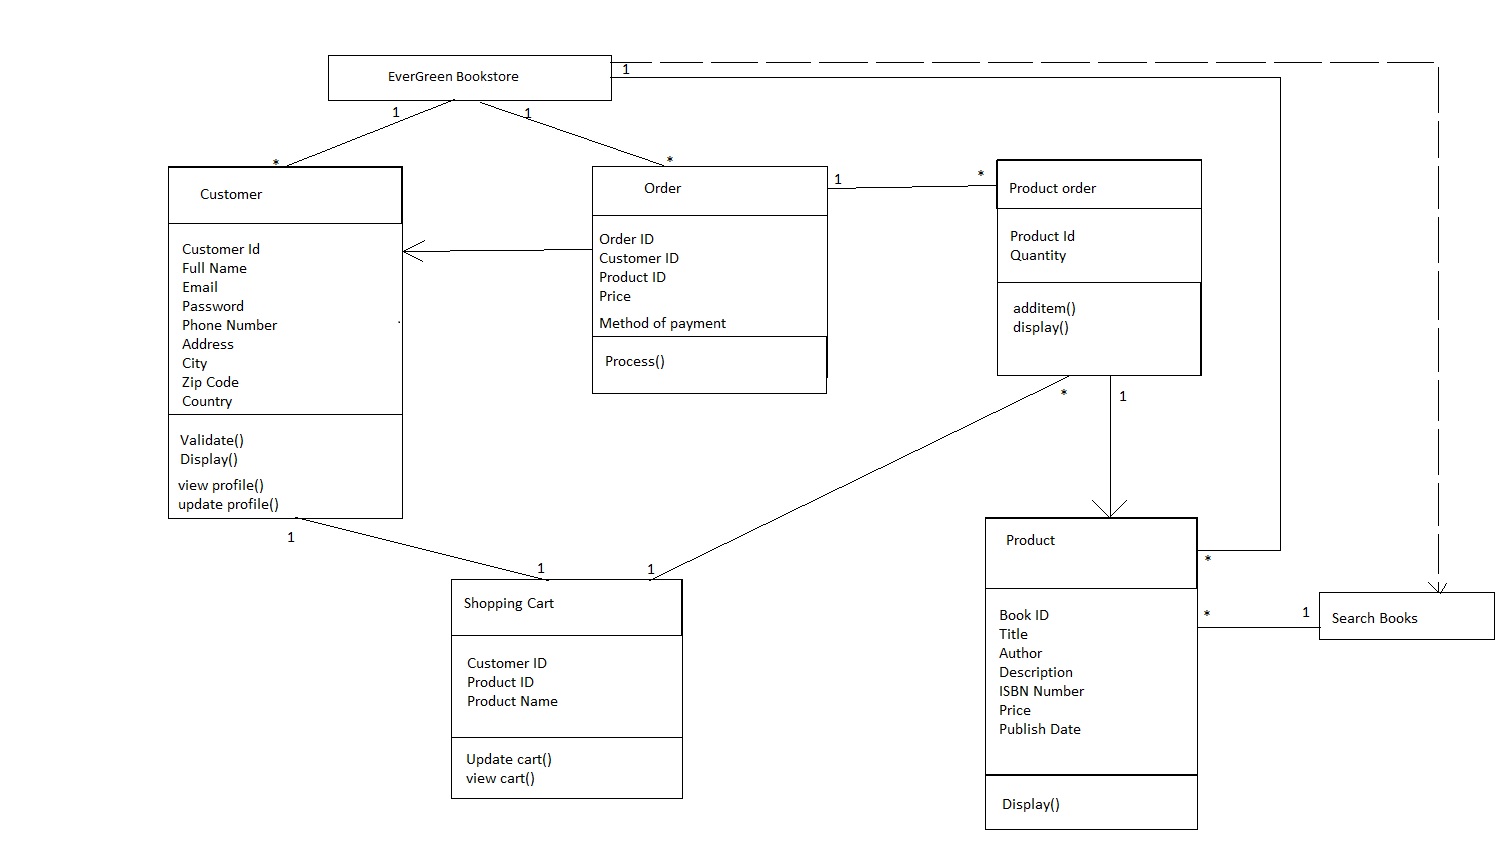 EverGreen Bookstore
1
1
1
*
*
Customer
Customer Id
Full Name
Email
Password
Phone Number
Address
City
Zip Code
Country
Validate()
Display()
view profile()
update profile()
1
Order
Order ID
Customer ID
Product ID
Price
Method of payment
Process()
1
*
Product order
Product Id
Quantity
additem()
display()
*
1
1
1
Shopping Cart
Customer ID
Product ID
Product Name
Update cart()
view cart()
Product
Book ID
Title
Author
Description
ISBN Number
Price
Publish Date
Display()
*
*
1
Search Books